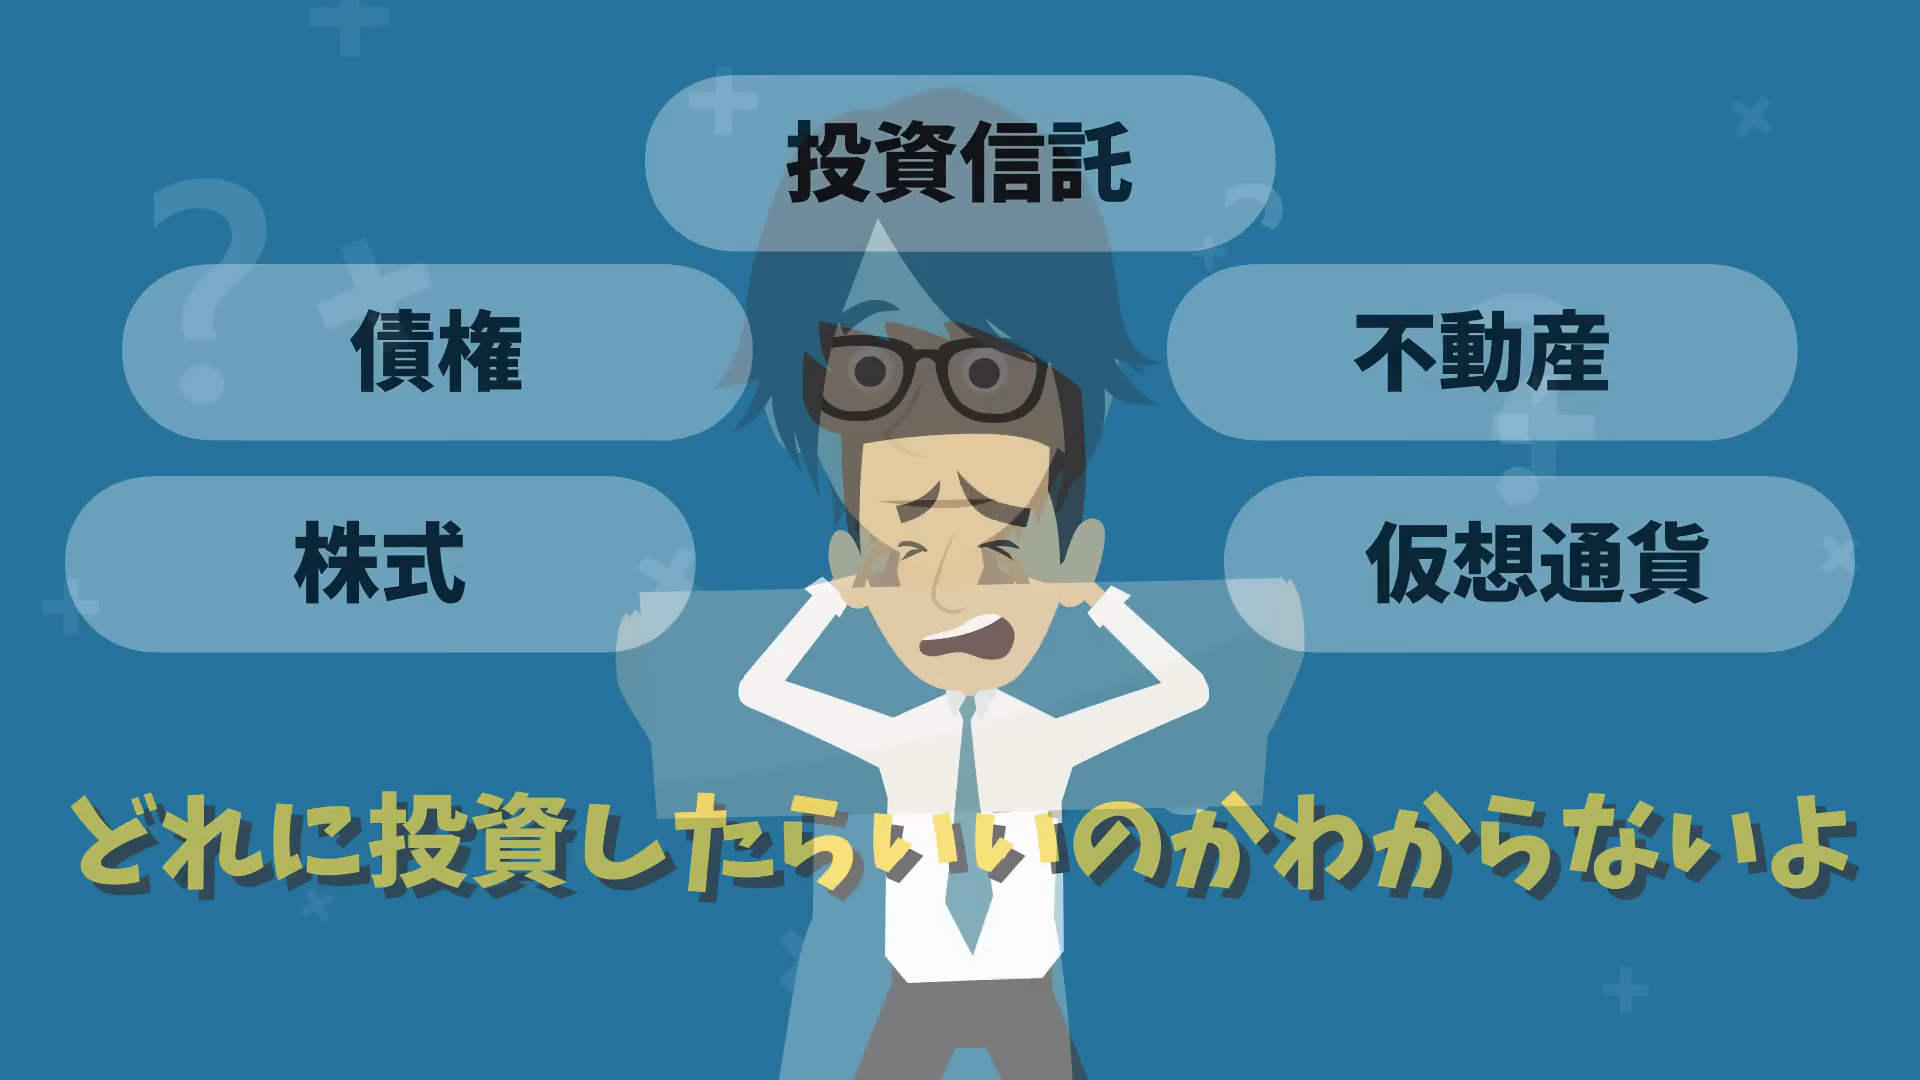 投資信託
債権
不動産
株式
仮想通貨
どれに投資したらいいのかわからないよ